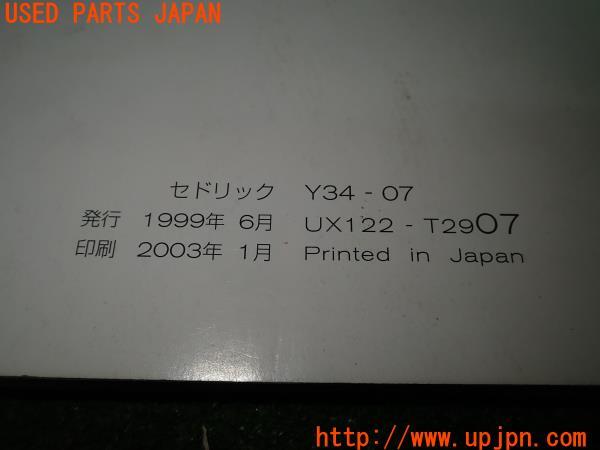 USED PARTS JAPAN
セドリック Y34 - 07
発行 1999年 6月 UX122 - T2907
印刷 2003年 1月 Printed in Japan
http://www.upjpn.com/